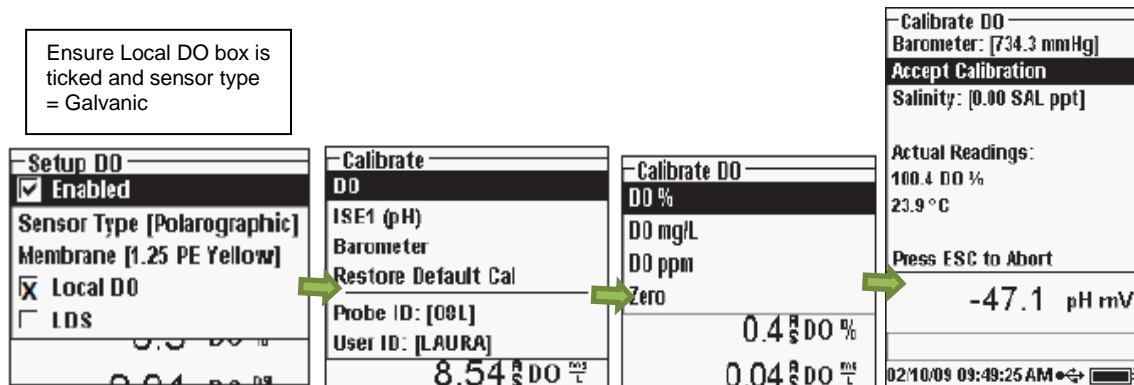 Ensure Local DO box is
ticked and sensor type
= Galvanic
Setup DO
Enabled
Sensor Type [Polarographic]
Membrane [1.25 PE Yellow]
X Local DO
LDS
Calibrate
DO
ISE1 (pH)
Barometer
Restore Default Cal
Probe ID: [09L]
User ID: [LAURA]
8.54 DO mg/L
Calibrate DO
DO %
DO mg/L
DO ppm
Zero
0.4 DO %
0.04 DO mg/L
Calibrate DO
Barometer: [734.3 mmHg]
Accept Calibration
Salinity: [0.00 SAL ppt]
Actual Readings:
100.4 DO %
23.9 °C
Press ESC to Abort
-47.1 pH mV
02/10/09 09:49:25 AM